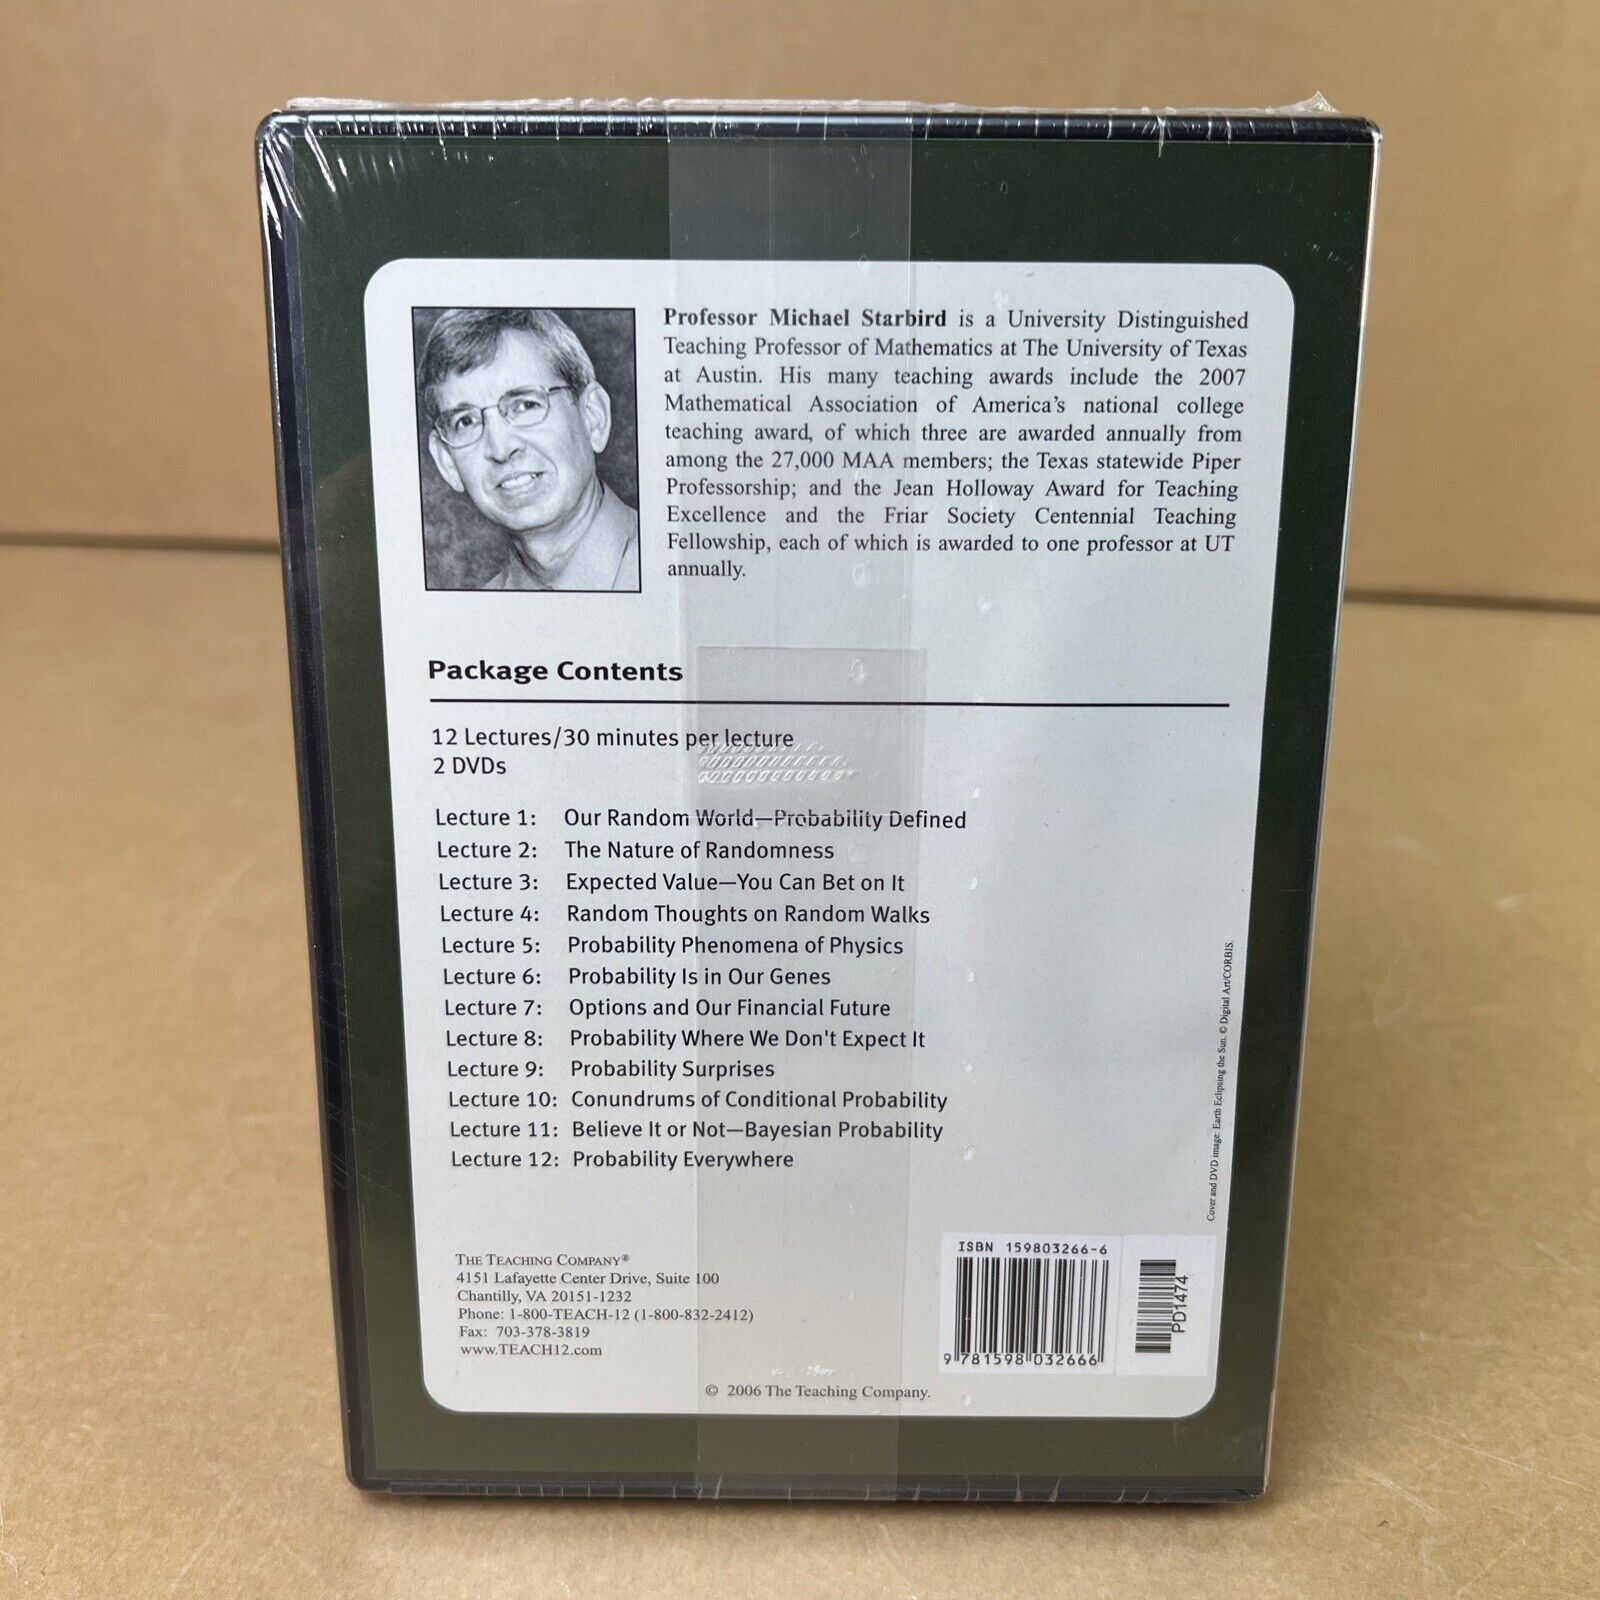 Professor Michael Starbird is a University Distinguished
Teaching Professor of Mathematics at The University of Texas
at Austin. His many teaching awards include the 2007
Mathematical Association of America's national college
teaching award, of which three are awarded annually from
among the 27,000 MAA members; the Texas statewide Piper
Professorship; and the Jean Holloway Award for Teaching
Excellence and the Friar Society Centennial Teaching
Fellowship, each of which is awarded to one professor at UT
annually.
Package Contents
12 Lectures/30 minutes per lecture
2 DVDs
Lecture 1: Our Random World—Probability Defined
Lecture 2: The Nature of Randomness
Lecture 3: Expected Value—You Can Bet on It
Lecture 4: Random Thoughts on Random Walks
Lecture 5: Probability Phenomena of Physics
Lecture 6: Probability Is in Our Genes
Lecture 7: Options and Our Financial Future
Lecture 8: Probability Where We Don't Expect It
Lecture 9: Probability Surprises
Lecture 10: Conundrums of Conditional Probability
Lecture 11: Believe It or Not—Bayesian Probability
Lecture 12: Probability Everywhere
Cover and DVD image: Earth Eclipsing the Sun. © Digital Art/CORBIS.
THE TEACHING COMPANY®
4151 Lafayette Center Drive, Suite 100
Chantilly, VA 20151-1232
Phone: 1-800-TEACH-12 (1-800-832-2412)
Fax: 703-378-3819
www.TEACH12.com
ISBN 159803266-6
9 781598 032666
PD1474
© 2006 The Teaching Company.